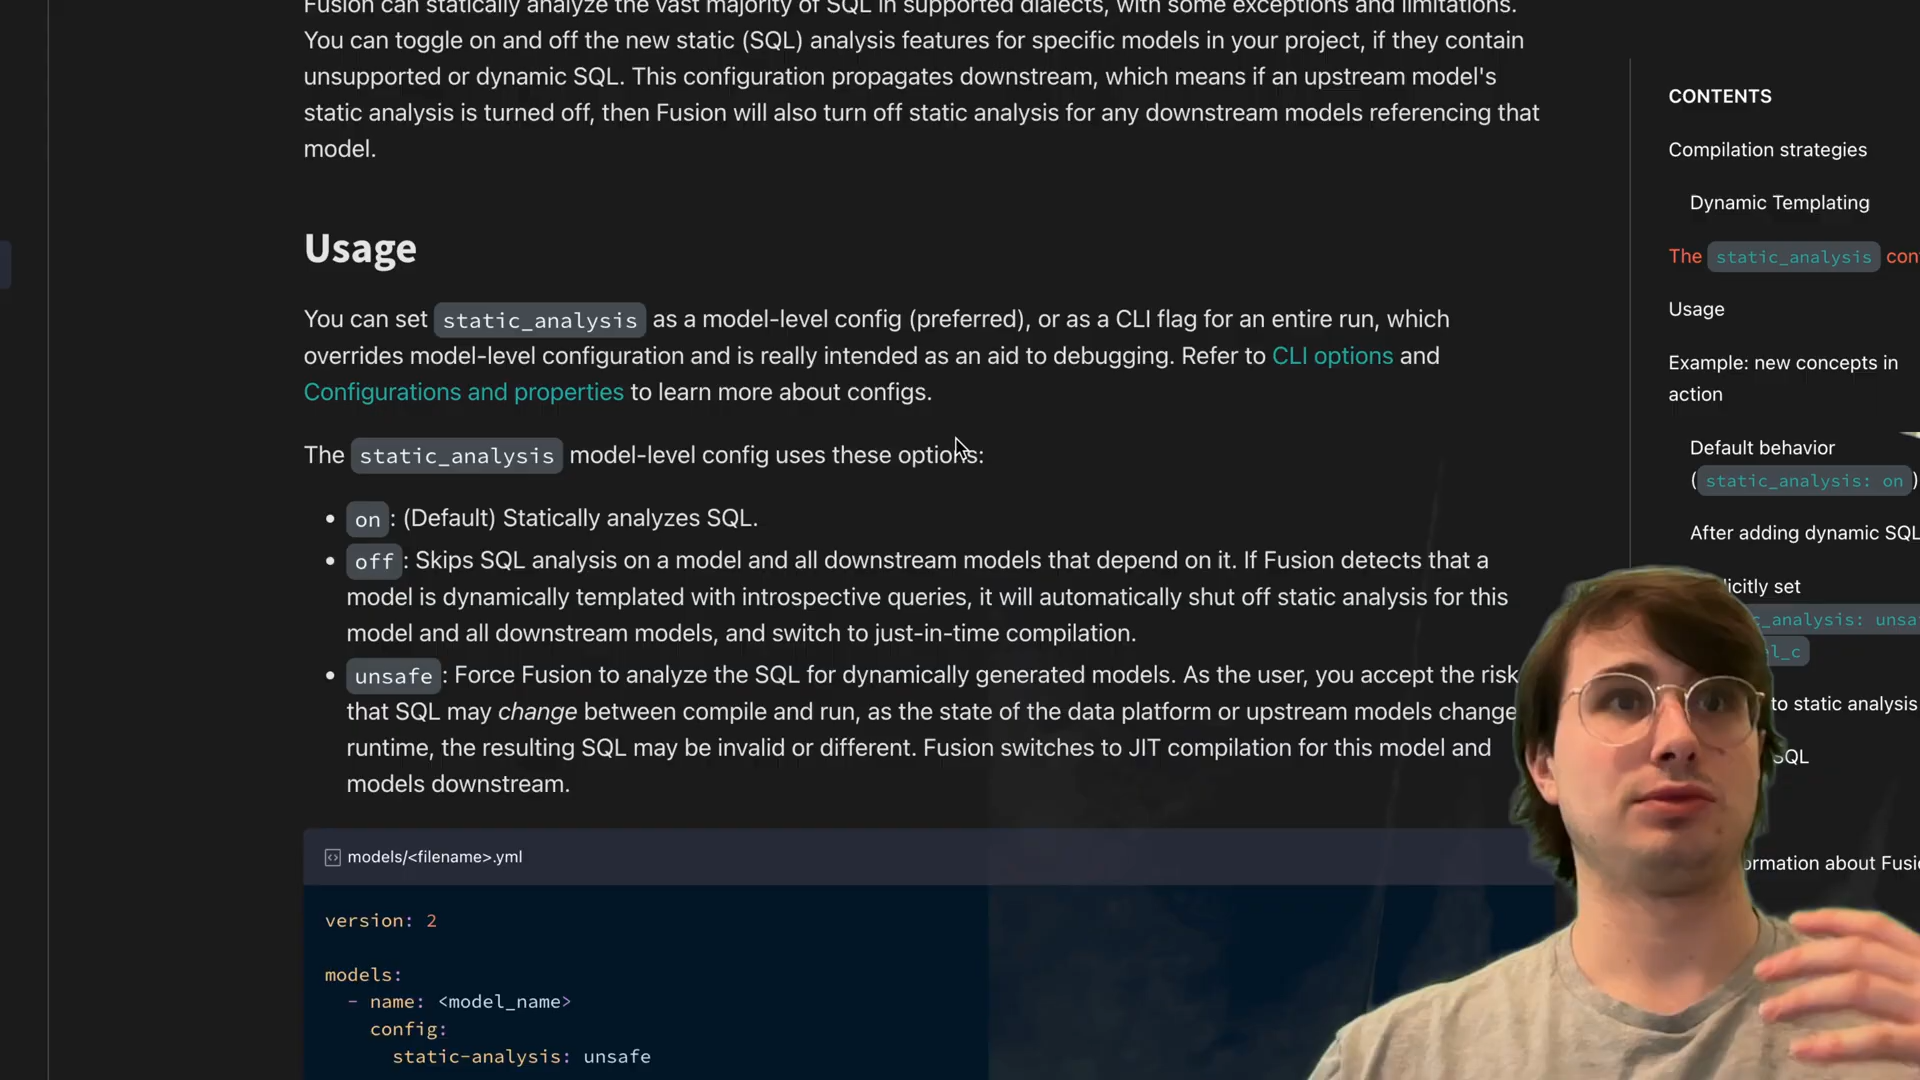 Fusion can statically analyze the vast majority of SQL in supported dialects, with some exceptions and limitations.
You can toggle on and off the new static (SQL) analysis features for specific models in your project, if they contain
unsupported or dynamic SQL. This configuration propagates downstream, which means if an upstream model's
static analysis is turned off, then Fusion will also turn off static analysis for any downstream models referencing that
model.
Usage
You can set static_analysis as a model-level config (preferred), or as a CLI flag for an entire run, which
overrides model-level configuration and is really intended as an aid to debugging. Refer to CLI options and
Configurations and properties to learn more about configs.
The static_analysis model-level config uses these options:
• on: (Default) Statically analyzes SQL.
• off: Skips SQL analysis on a model and all downstream models that depend on it. If Fusion detects that a
model is dynamically templated with introspective queries, it will automatically shut off static analysis for this
model and all downstream models, and switch to just-in-time compilation.
• unsafe: Force Fusion to analyze the SQL for dynamically generated models. As the user, you accept the risk
that SQL may change between compile and run, as the state of the data platform or upstream models change
runtime, the resulting SQL may be invalid or different. Fusion switches to JIT compilation for this model and
models downstream.
models/<filename>.yml
version: 2
models:
- name: <model_name>
config:
static-analysis: unsafe
CONTENTS
Compilation strategies
Dynamic Templating
The static_analysis con
Usage
Example: new concepts in
action
Default behavior
(static_analysis: on)
After adding dynamic SQL
licitly set
c_analysis: unsa
el_c
to static analysis
SQL
ormation about Fusi